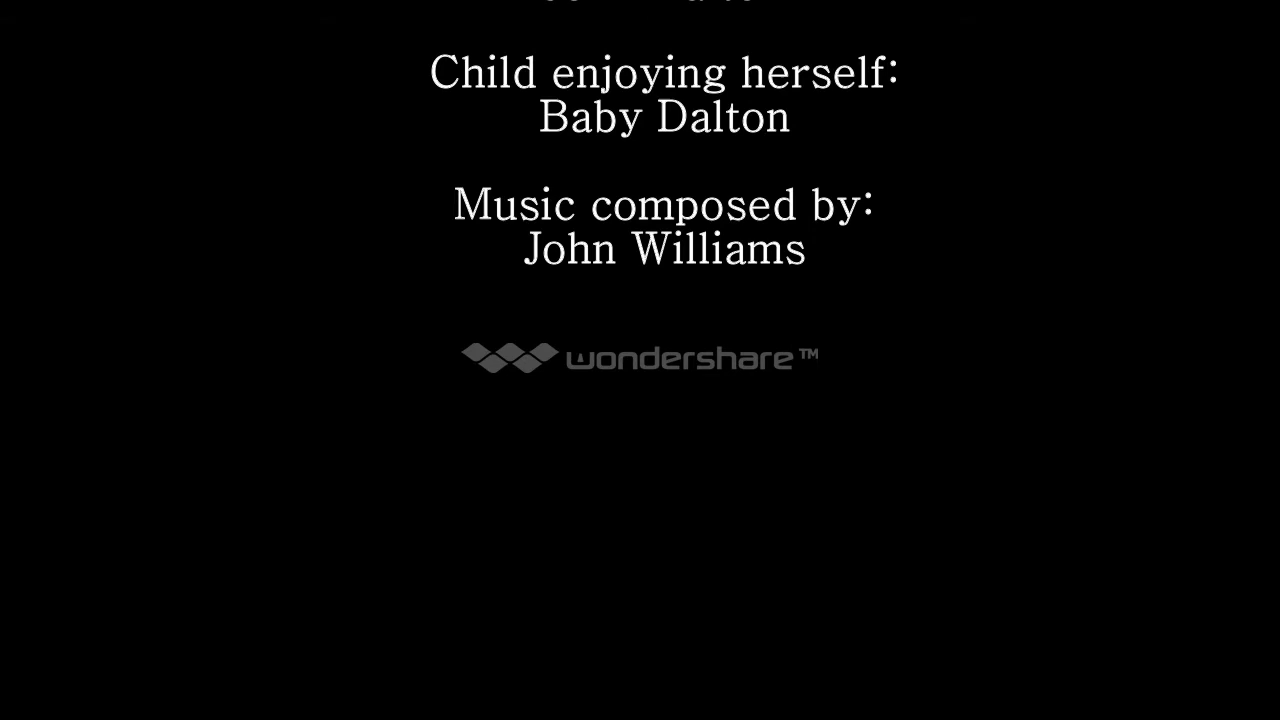 Child enjoying herself:
Baby Dalton
Music composed by:
John Williams
wondershare™